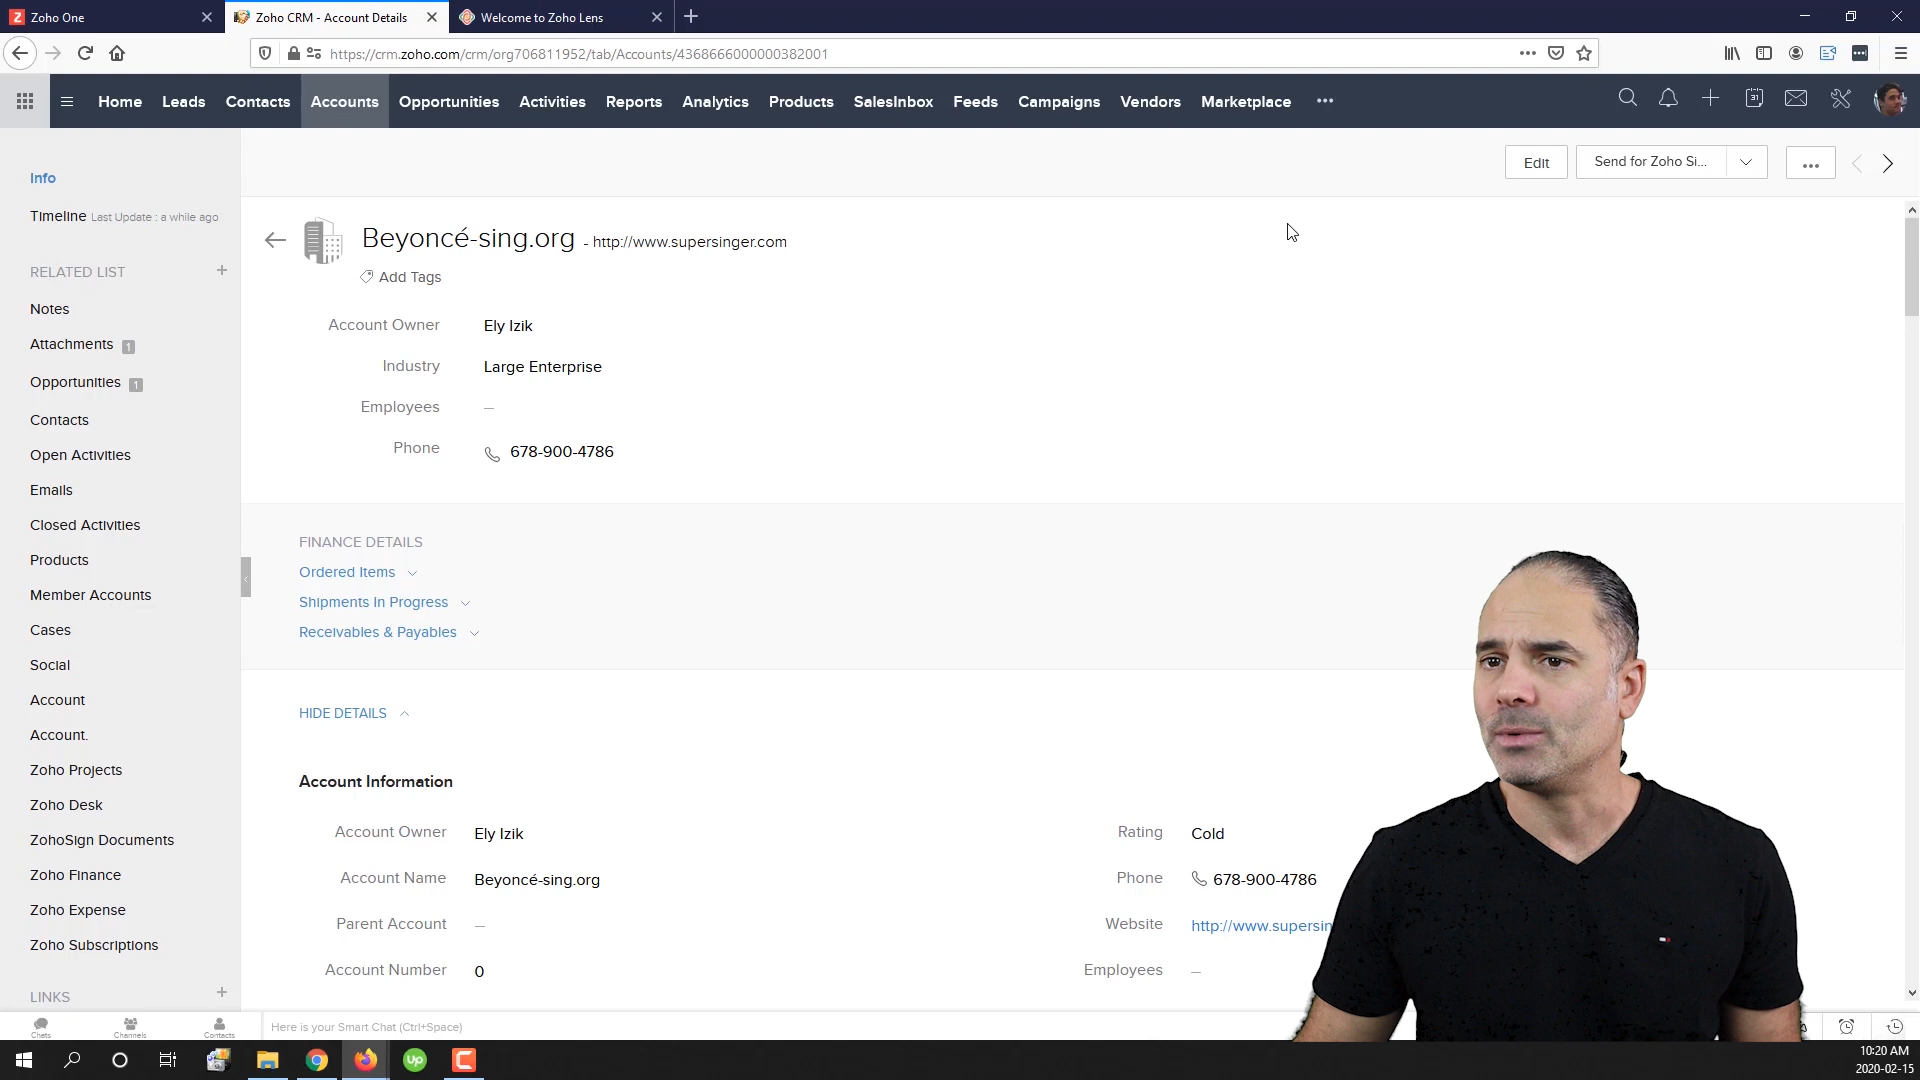 Zoho One
Zoho CRM - Account Details
Welcome to Zoho Lens
https://crm.zoho.com/crm/org706811952/tab/Accounts/4368666000000382001
Home Leads Contacts Accounts Opportunities Activities Reports Analytics Products SalesInbox Feeds Campaigns Vendors Marketplace
31
Edit
Send for Zoho Si...
Info
Timeline Last Update : a while ago
RELATED LIST
Notes
Attachments 1
Opportunities 1
Contacts
Open Activities
Emails
Closed Activities
Products
Member Accounts
Cases
Social
Account
Account.
Zoho Projects
Zoho Desk
ZohoSign Documents
Zoho Finance
Zoho Expense
Zoho Subscriptions
LINKS
Beyoncé-sing.org - http://www.supersinger.com
Add Tags
Account Owner Ely Izik
Industry Large Enterprise
Employees –
Phone 678-900-4786
FINANCE DETAILS
Ordered Items
Shipments In Progress
Receivables & Payables
HIDE DETAILS
Account Information
Account Owner Ely Izik
Rating Cold
Account Name Beyoncé-sing.org
Phone 678-900-4786
Parent Account –
Website http://www.supersin
Account Number 0
Employees –
Chats Channels Contacts
Here is your Smart Chat (Ctrl+Space)
Up
10:20 AM
2020-02-15